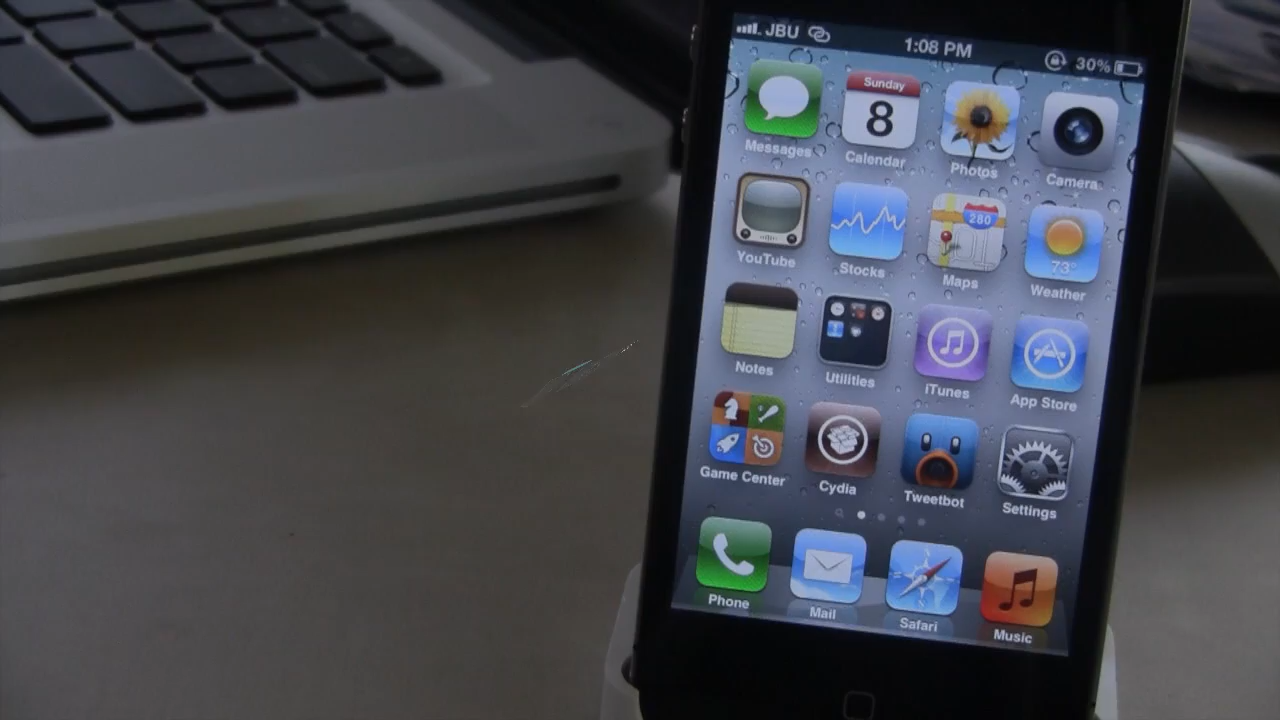 JBU 1:08 PM 30%
Sunday
8
Messages Calendar Photos Camera
280
73°
YouTube Stocks Maps Weather
Notes Utilities iTunes App Store
Game Center Cydia Tweetbot Settings
Phone Mail Safari Music